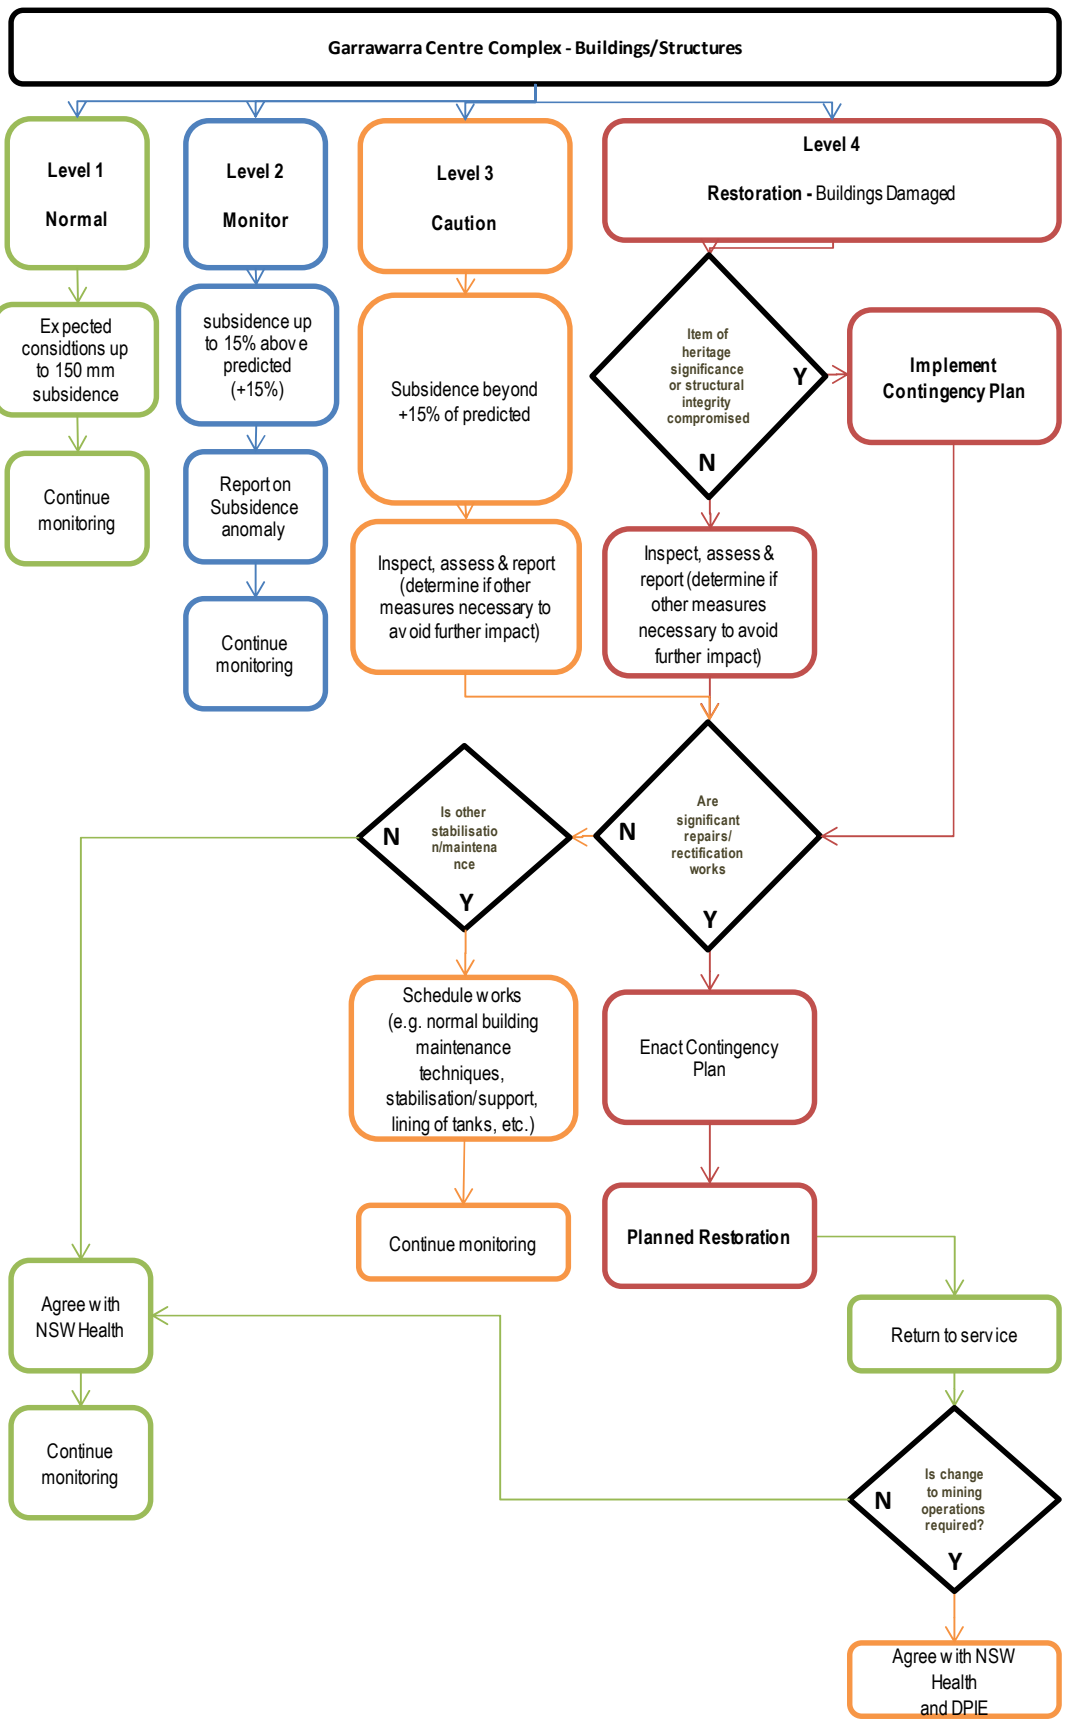 Garrawarra Centre Complex - Buildings/Structures
Level 1
Normal
Level 2
Monitor
Level 3
Caution
Level 4
Restoration - Buildings Damaged
Expected
considtions up
to 150 mm
subsidence
Continue
monitoring
subsidence up
to 15% above
predicted
(+15%)
Report on
Subsidence
anomaly
Continue
monitoring
Subsidence beyond
+15% of predicted
Inspect, assess & report
(determine if other
measures necessary to
avoid further impact)
Item of
heritage
significance
or structural
integrity
compromised
Y
N
Implement
Contingency Plan
Inspect, assess &
report (determine if
other measures
necessary to avoid
further impact)
Are
significant
repairs/
rectification
works
N
Y
Is other
stabilisatio
n/maintena
nce
N
Y
Schedule works
(e.g. normal building
maintenance
techniques,
stabilisation/support,
lining of tanks, etc.)
Continue monitoring
Enact Contingency
Plan
Planned Restoration
Return to service
Is change
to mining
operations
required?
N
Y
Agree with
NSW Health
Continue
monitoring
Agree with NSW
Health
and DPIE